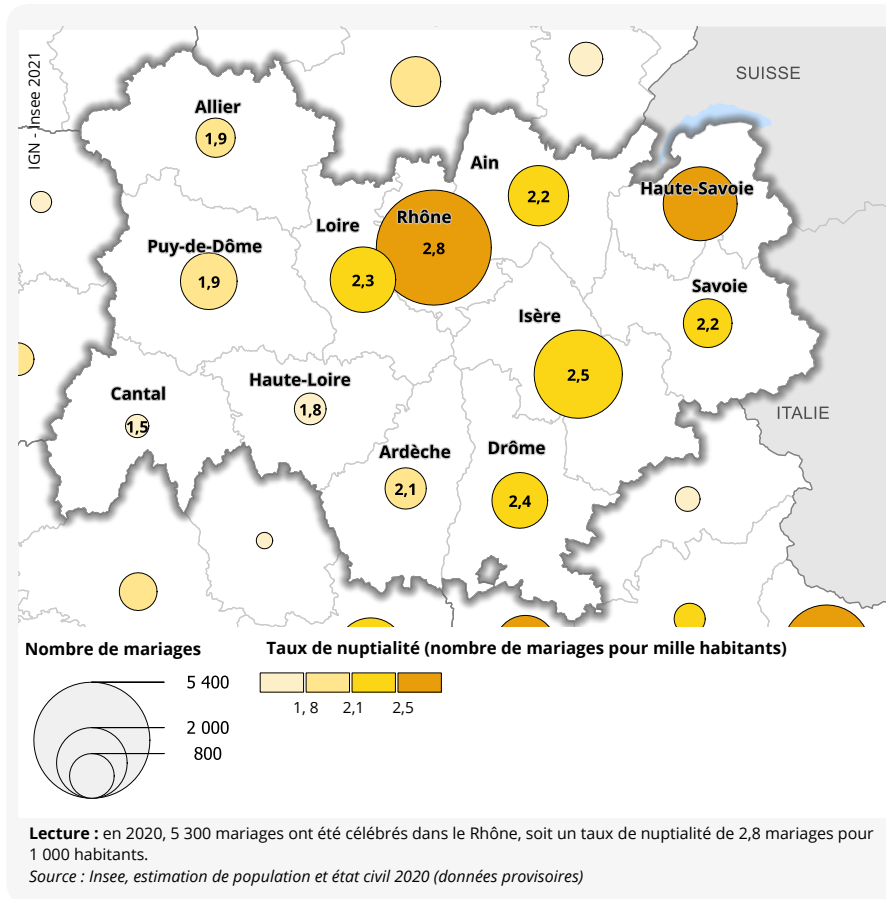 IGN - Insee 2021
SUISSE
Allier
1,9
Ain
2,2
Haute-Savoie
Rhône
2,8
Loire
2,3
Puy-de-Dôme
1,9
Savoie
2,2
Isère
2,5
Haute-Loire
1,8
Cantal
1,5
ITALIE
Ardèche
2,1
Drôme
2,4
Nombre de mariages
5 400
2 000
800
Taux de nuptialité (nombre de mariages pour mille habitants)
1, 8 2,1 2,5
Lecture : en 2020, 5 300 mariages ont été célébrés dans le Rhône, soit un taux de nuptialité de 2,8 mariages pour
1 000 habitants.
Source : Insee, estimation de population et état civil 2020 (données provisoires)